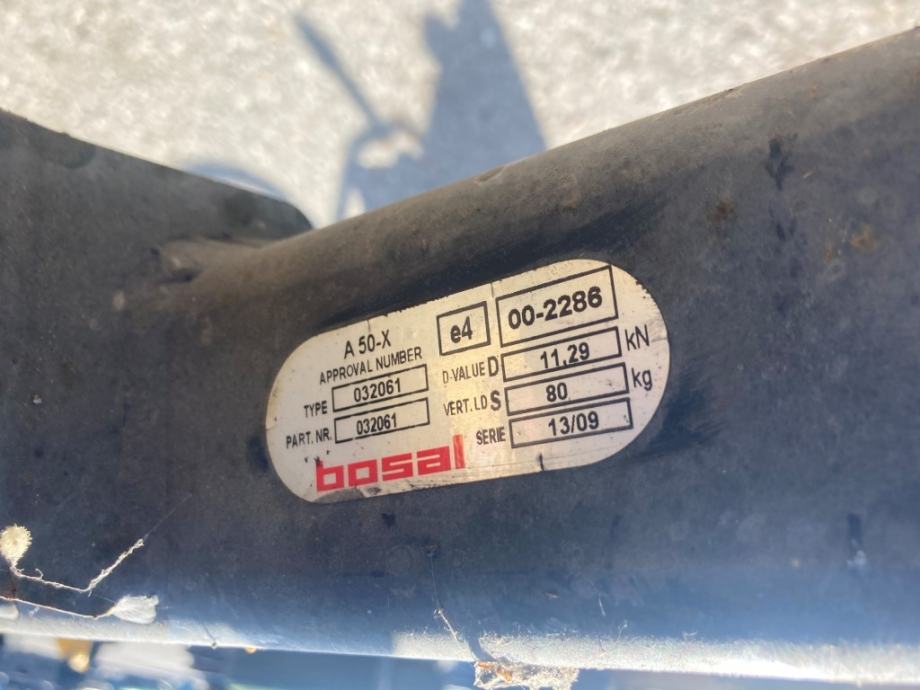 A 50-X
APPROVAL NUMBER e4 00-2286
TYPE 032061 D-VALUE D 11,29 kN
PART. NR. 032061 VERT. LD S 80 kg
bosal SERIE 13/09